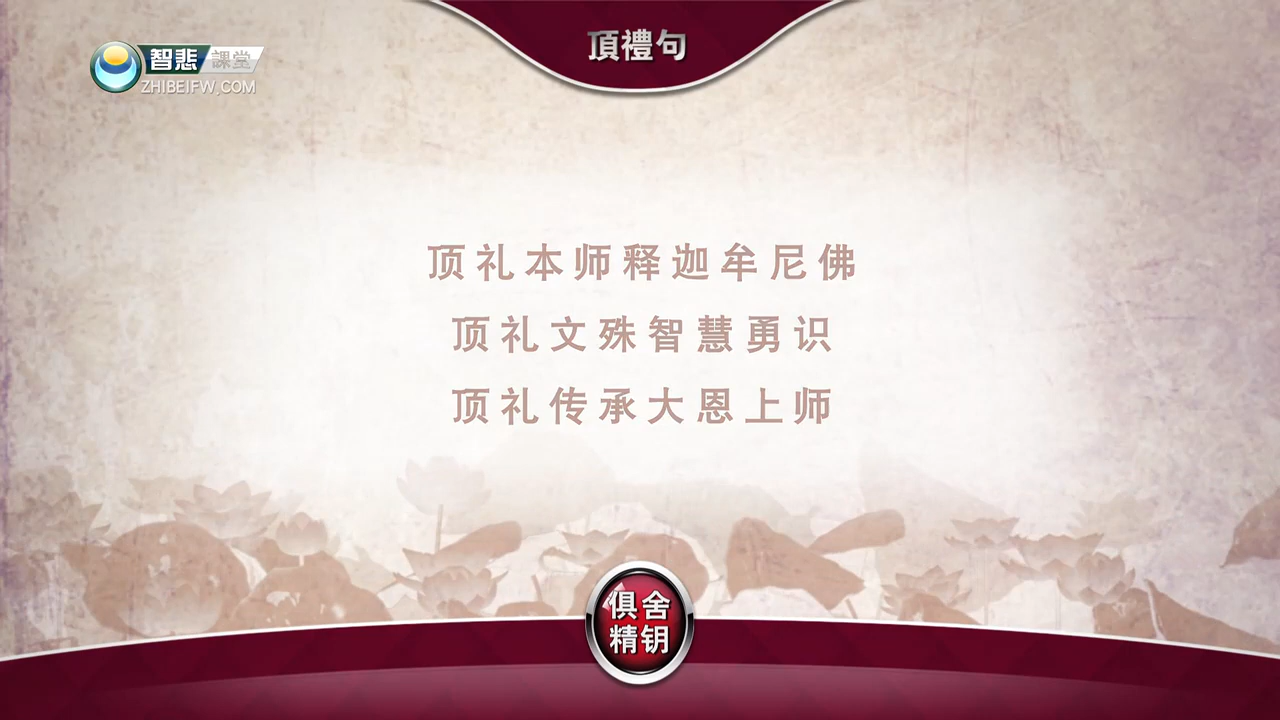 智悲 課堂
ZHIBEIFW.COM
頂禮句
顶礼本师释迦牟尼佛
顶礼文殊智慧勇识
顶礼传承大恩上师
俱舍
精钥